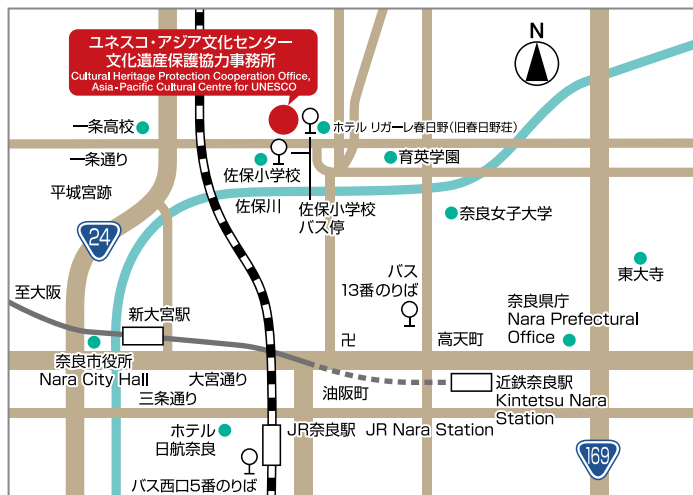 ユネスコ・アジア文化センター
文化遺産保護協力事務所
Cultural Heritage Protection Cooperation Office,
Asia-Pacific Cultural Centre for UNESCO
N
一条高校
ホテル リガーレ春日野(旧春日野荘)
一条通り
佐保小学校
育英学園
平城宮跡
佐保川
佐保小学校
バス停
奈良女子大学
24
至大阪
新大宮駅
バス
13番のりば
東大寺
奈良県庁
Nara Prefectural
Office
卍
高天町
奈良市役所
Nara City Hall
大宮通り
三条通り
油阪町
近鉄奈良駅
Kintetsu Nara
Station
ホテル
日航奈良
JR奈良駅 JR Nara Station
169
バス西口5番のりば